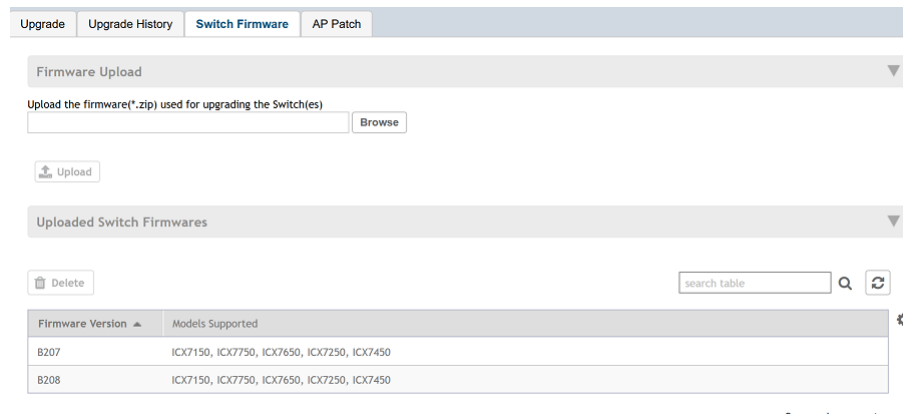 Upgrade Upgrade History Switch Firmware AP Patch
Firmware Upload
Upload the firmware(*.zip) used for upgrading the Switch(es)
Browse
Upload
Uploaded Switch Firmwares
Delete search table
Firmware Version Models Supported
B207 ICX7150, ICX7750, ICX7650, ICX7250, ICX7450
B208 ICX7150, ICX7750, ICX7650, ICX7250, ICX7450